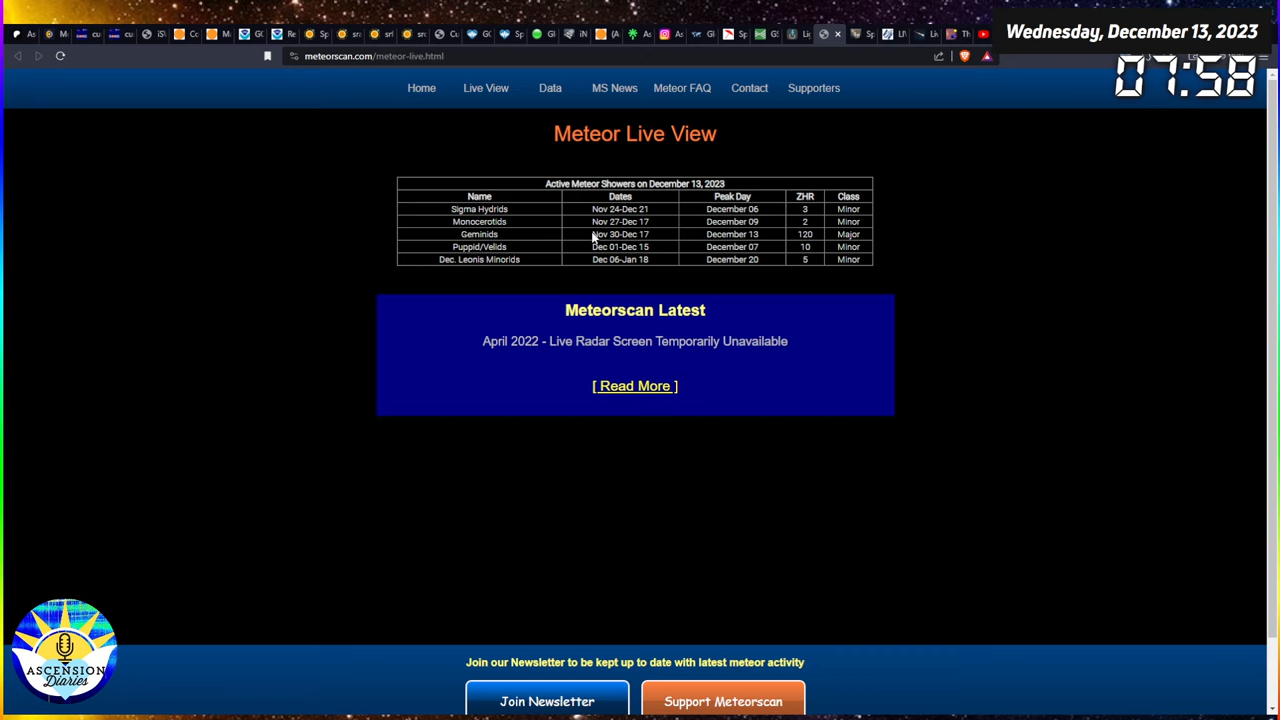 Wednesday, December 13, 2023
07:58
meteorscan.com/meteor-live.html
Home Live View Data MS News Meteor FAQ Contact Supporters
Meteor Live View
Active Meteor Showers on December 13, 2023
Name Dates Peak Day ZHR Class
Sigma Hydrids Nov 24-Dec 21 December 06 3 Minor
Monocerotids Nov 27-Dec 17 December 09 2 Minor
Geminids Nov 30-Dec 17 December 13 120 Major
Puppid/Velids Dec 01-Dec 15 December 07 10 Minor
Dec. Leonis Minorids Dec 06-Jan 18 December 20 5 Minor
Meteorscan Latest
April 2022 - Live Radar Screen Temporarily Unavailable
[ Read More ]
ASCENSION
Diaries
Join our Newsletter to be kept up to date with latest meteor activity
Join Newsletter Support Meteorscan